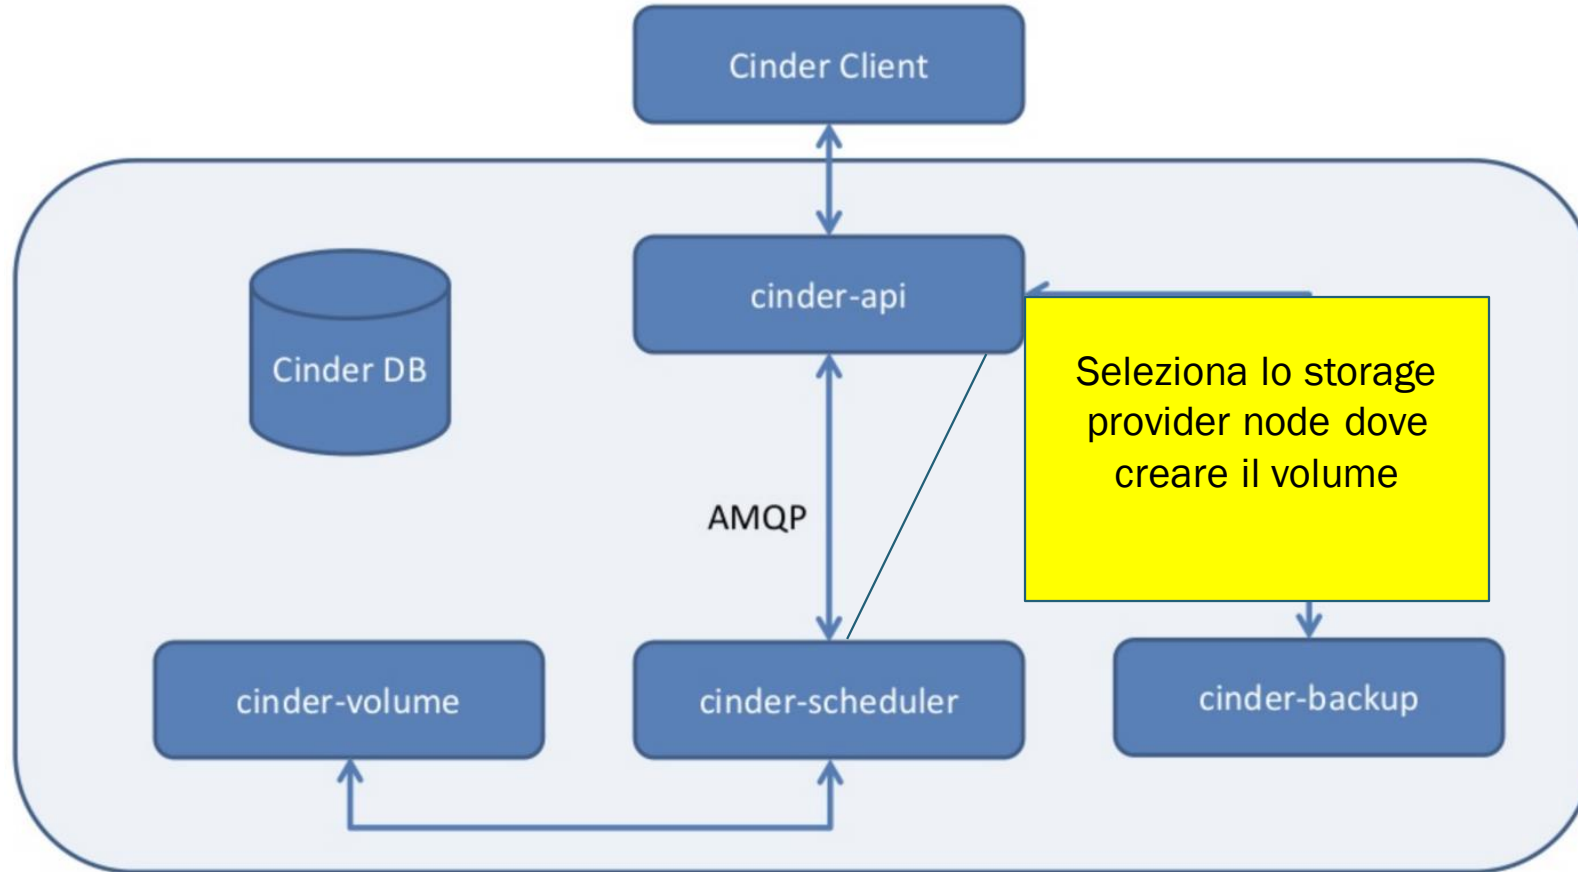 Cinder Client
cinder-api
Cinder DB
Seleziona lo storage
provider node dove
creare il volume
AMQP
cinder-volume
cinder-scheduler
cinder-backup